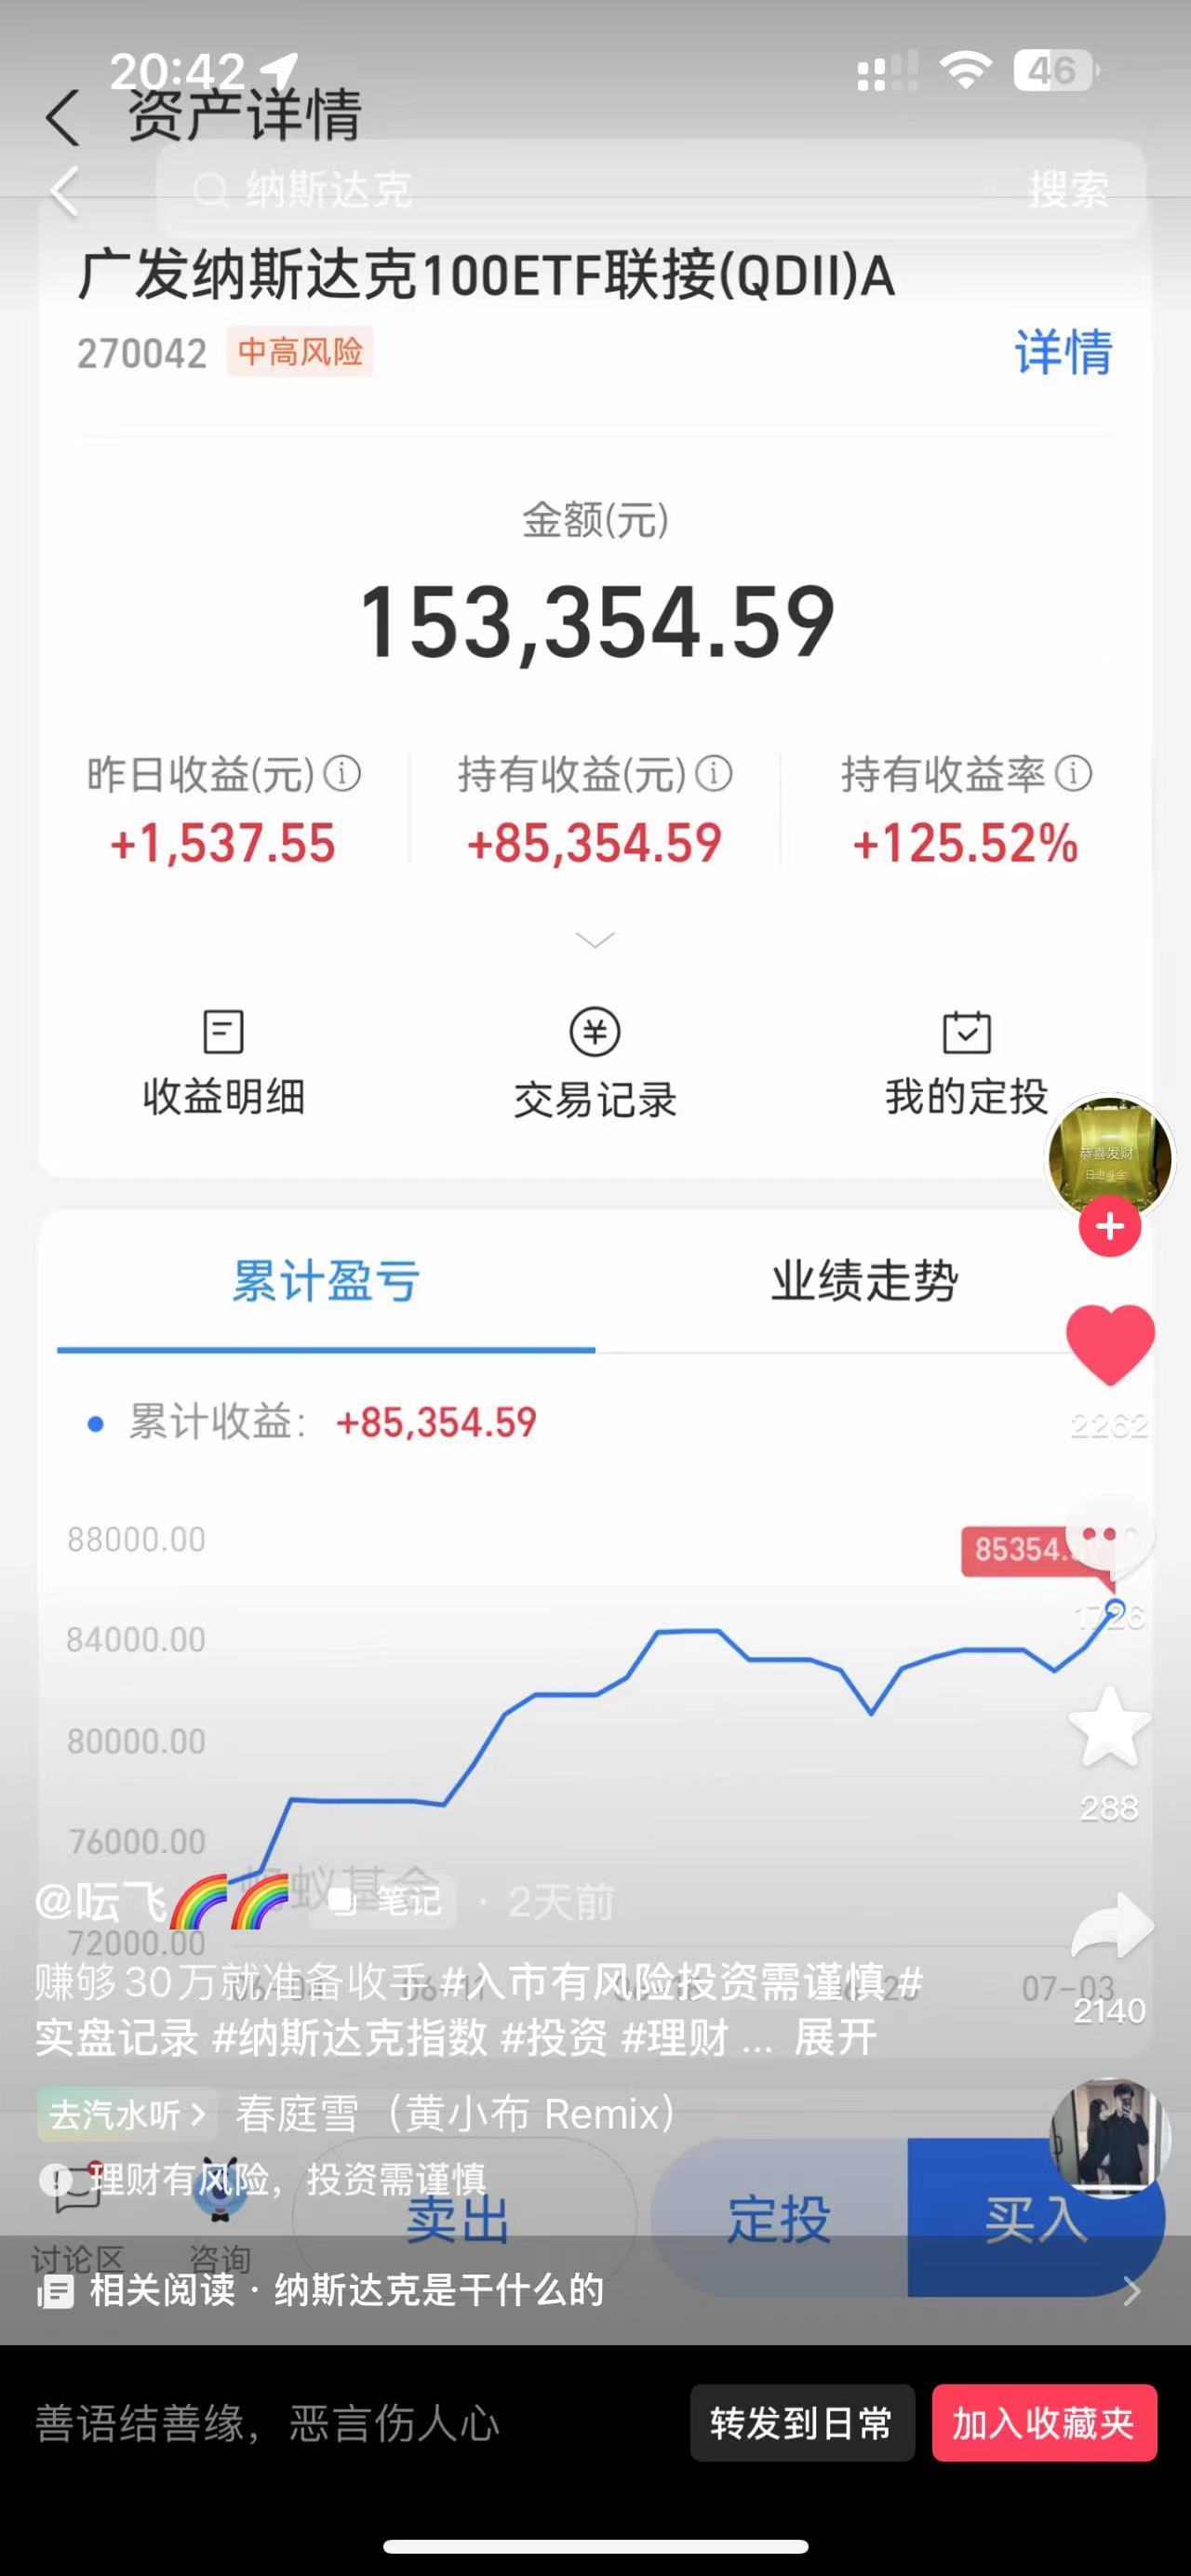 20:42
46
资产详情
纳斯达克
搜索
广发纳斯达克100ETF联接(QDII)A
270042 中高风险
详情
金额(元)
153,354.59
昨日收益(元) 持有收益(元) 持有收益率
+1,537.55 +85,354.59 +125.52%
收益明细 交易记录 我的定投
恭喜发财
日进斗金
累计盈亏 业绩走势
累计收益: +85,354.59
2262
88000.00
85354.
1726
84000.00
80000.00
288
76000.00
蚂蚁基金
@呍飞🌈🌈 笔记 · 2天前
72000.00
07-03
赚够30万就准备收手 #入市有风险投资需谨慎 #
2140
实盘记录 #纳斯达克指数 #投资 #理财 ... 展开
去汽水听 > 春庭雪（黄小布 Remix）
理财有风险，投资需谨慎
卖出 定投 买入
讨论区 咨询
相关阅读 · 纳斯达克是干什么的
善语结善缘，恶言伤人心
转发到日常 加入收藏夹